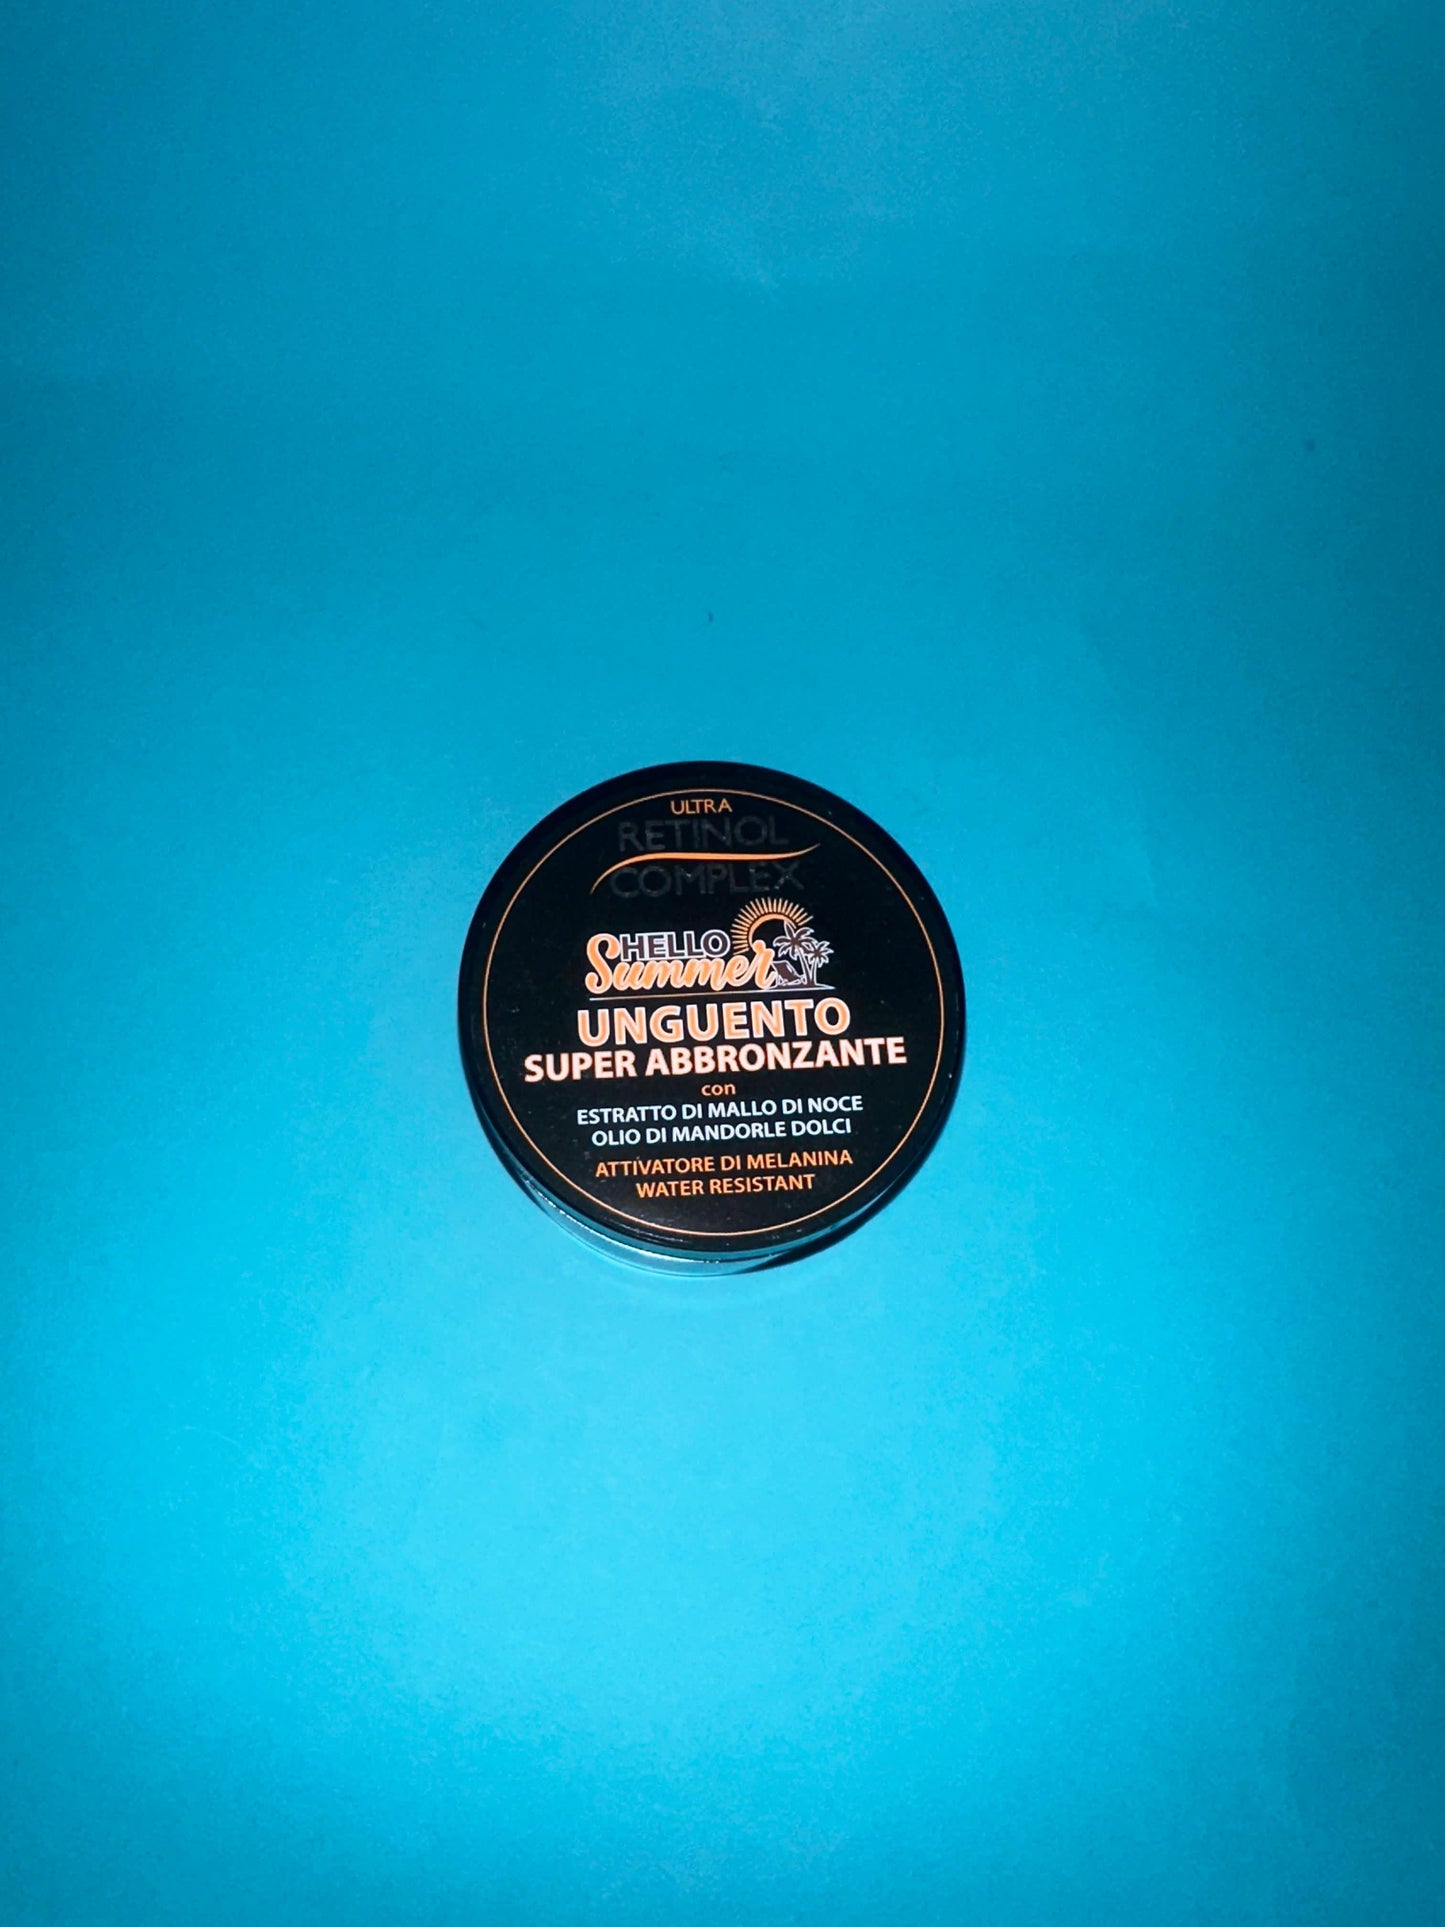 ULTRA
RETINOL
COMPLEX
HELLO
Summer
UNGUENTO
SUPER ABBRONZANTE
con
ESTRATTO DI MALLO DI NOCE
OLIO DI MANDORLE DOLCI
ATTIVATORE DI MELANINA
WATER RESISTANT